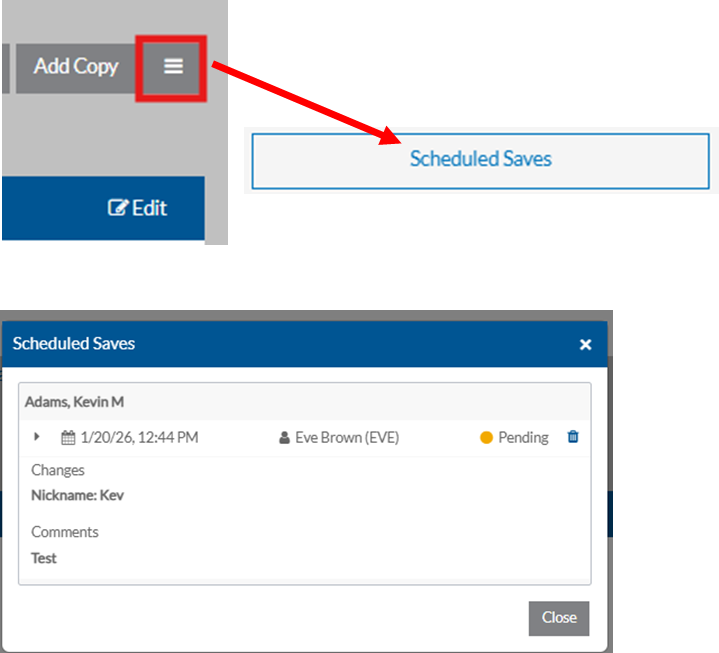 Add Copy
Scheduled Saves
Edit
Scheduled Saves
Adams, Kevin M
1/20/26, 12:44 PM Eve Brown (EVE) Pending
Changes
Nickname: Kev
Comments
Test
Close